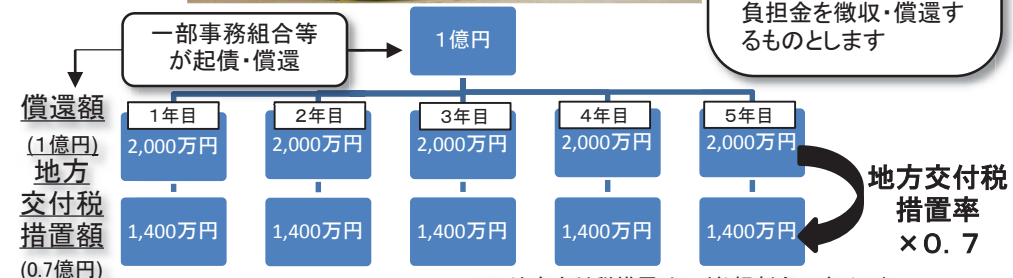 負担金を徴収・償還す
るものとします
一部事務組合等
が起債・償還
1億円
償還額
(1億円)
1年目
2年目
3年目
4年目
5年目
2,000万円
2,000万円
2,000万円
2,000万円
2,000万円
地方
交付税
措置額
(0.7億円)
1,400万円
1,400万円
1,400万円
1,400万円
1,400万円
地方交付税
措置率
×0.7